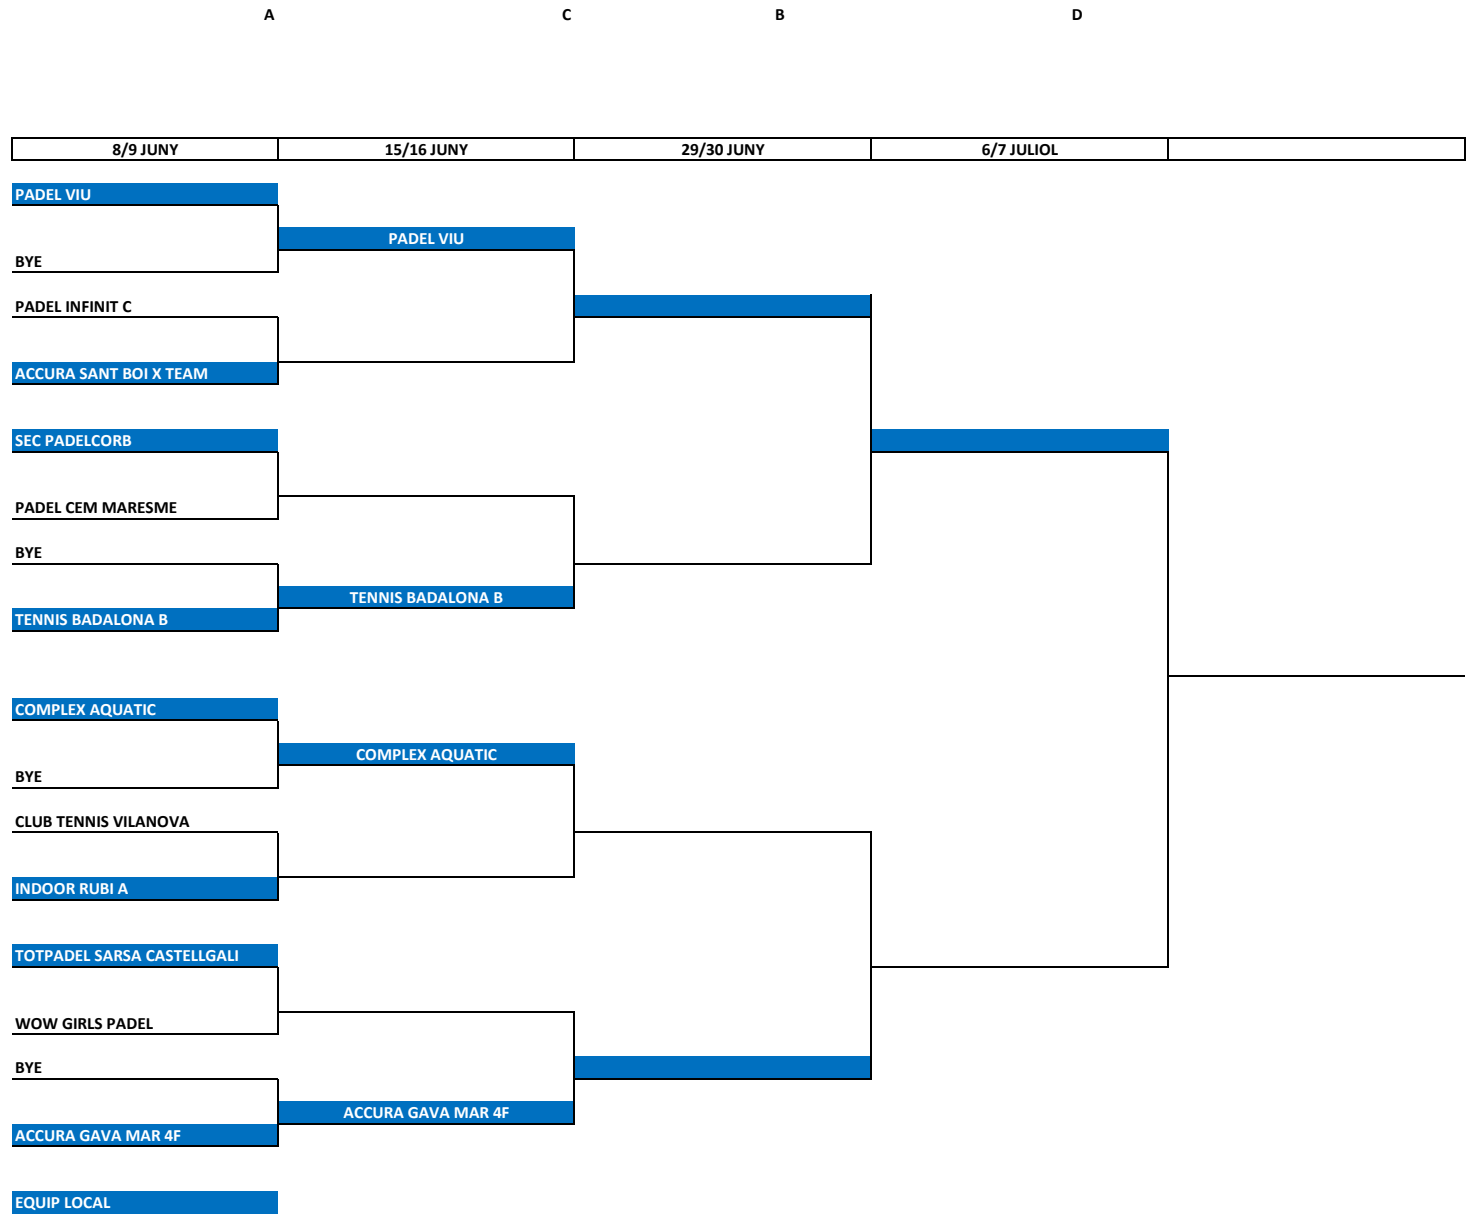 A C B D
8/9 JUNY 15/16 JUNY 29/30 JUNY 6/7 JULIOL
PADEL VIU
PADEL VIU
BYE
PADEL INFINIT C
ACCURA SANT BOI X TEAM
SEC PADELCORB
PADEL CEM MARESME
BYE
TENNIS BADALONA B
TENNIS BADALONA B
COMPLEX AQUATIC
COMPLEX AQUATIC
BYE
CLUB TENNIS VILANOVA
INDOOR RUBI A
TOTPADEL SARSA CASTELLGALI
WOW GIRLS PADEL
BYE
ACCURA GAVA MAR 4F
ACCURA GAVA MAR 4F
EQUIP LOCAL